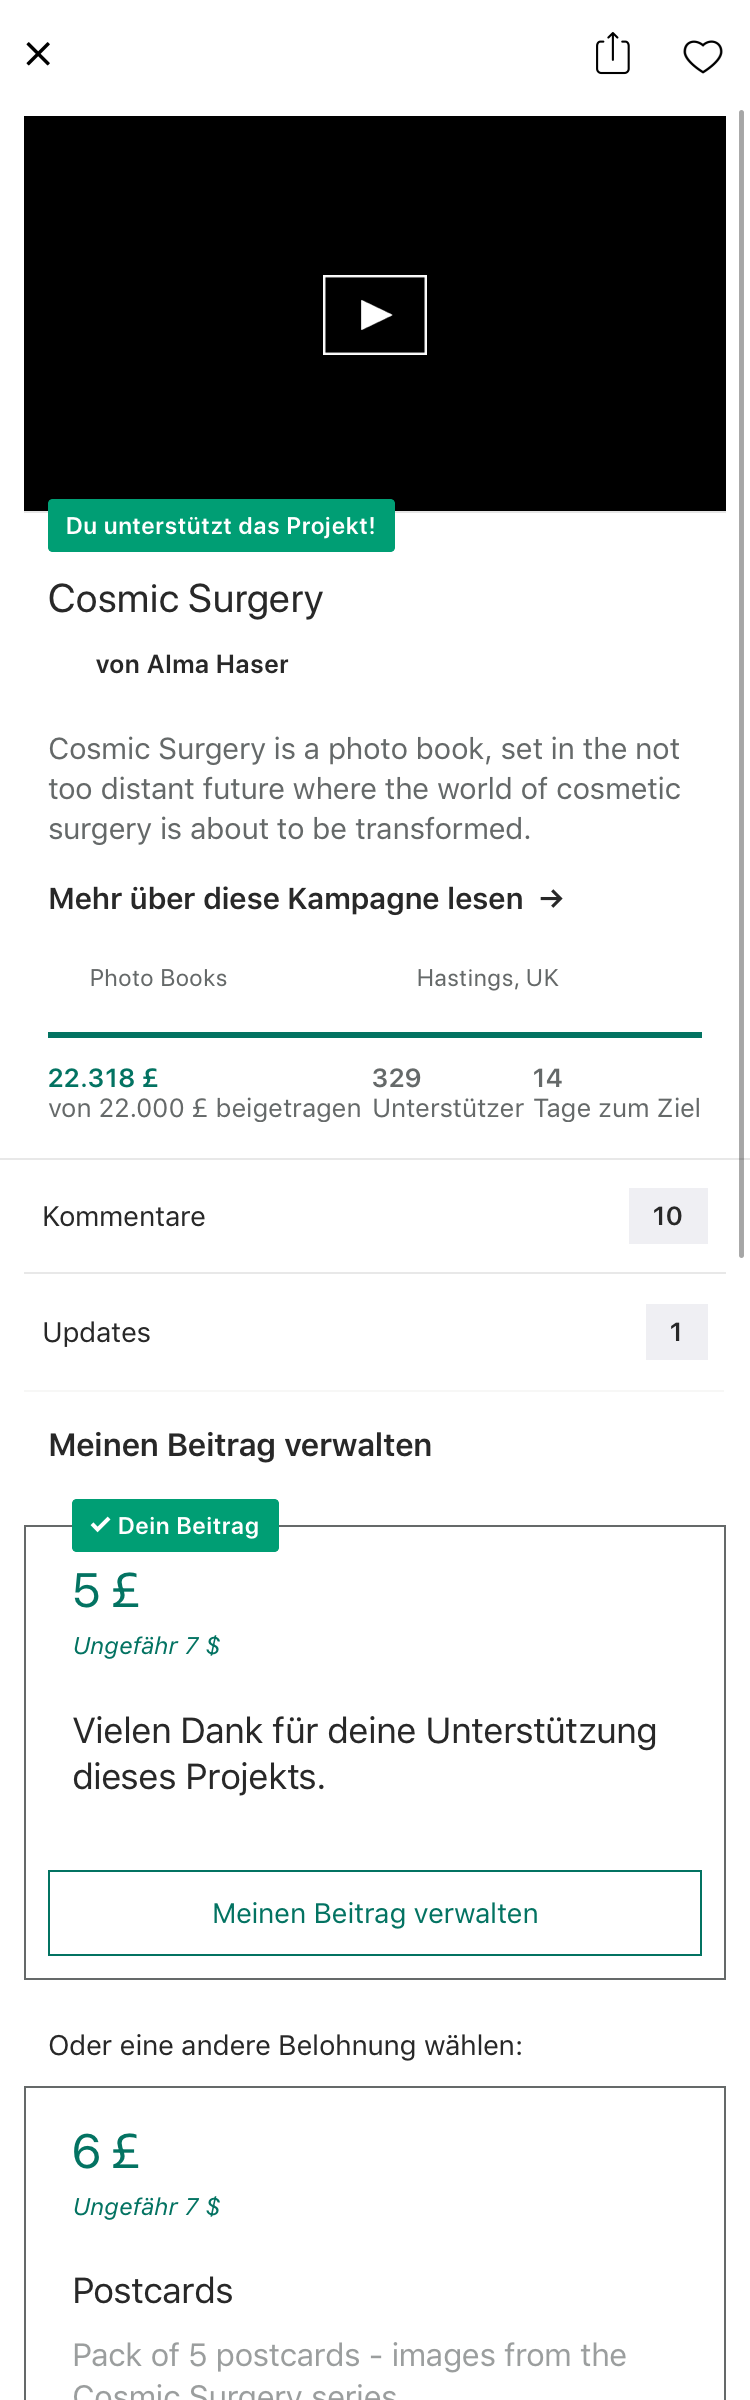 Du unterstützt das Projekt!
Cosmic Surgery
von Alma Haser
Cosmic Surgery is a photo book, set in the not
too distant future where the world of cosmetic
surgery is about to be transformed.
Mehr über diese Kampagne lesen →
Photo Books Hastings, UK
22.318 £ 329 14
von 22.000 £ beigetragen Unterstützer Tage zum Ziel
Kommentare 10
Updates 1
Meinen Beitrag verwalten
✓ Dein Beitrag
5 £
Ungefähr 7 $
Vielen Dank für deine Unterstützung
dieses Projekts.
Meinen Beitrag verwalten
Oder eine andere Belohnung wählen:
6 £
Ungefähr 7 $
Postcards
Pack of 5 postcards - images from the
Cosmic Surgery series